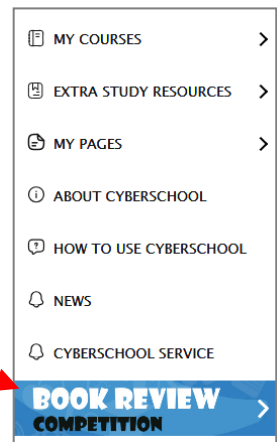 MY COURSES
EXTRA STUDY RESOURCES
MY PAGES
ABOUT CYBERSCHOOL
HOW TO USE CYBERSCHOOL
NEWS
CYBERSCHOOL SERVICE
BOOK REVIEW
COMPETITION